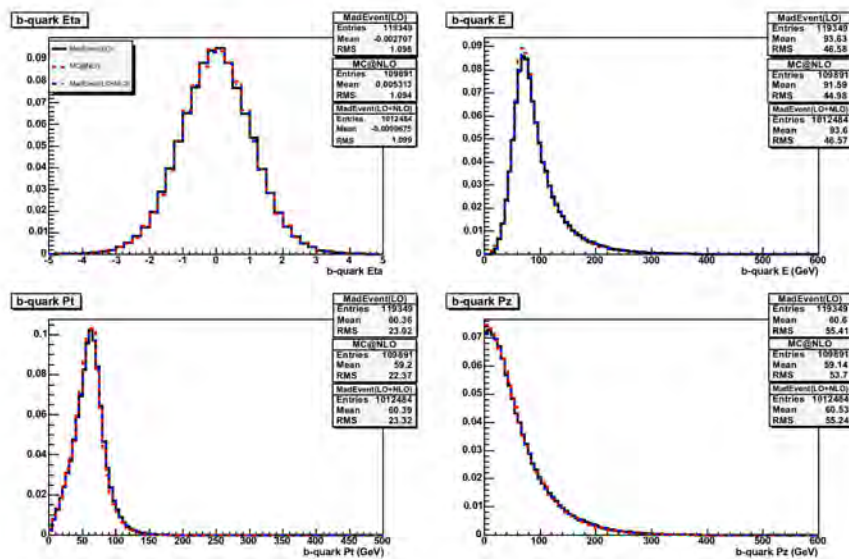 b-quark Eta
MadEvent(LO)
Entries 119349
Mean -0.002707
RMS 1.098
MC@NLO
Entries 109891
Mean 0.005313
RMS 1.094
MadEvent(LO+NLO)
Entries 1012484
Mean -0.0009675
RMS 1.099
MadEvent(LO)
MC@NLO
MadEvent(LO+NLO)
0.09
0.08
0.07
0.06
0.05
0.04
0.03
0.02
0.01
0
-5 -4 -3 -2 -1 0 1 2 3 4 5
b-quark Eta
b-quark E
MadEvent(LO)
Entries 119349
Mean 93.63
RMS 46.58
MC@NLO
Entries 109891
Mean 91.59
RMS 44.98
MadEvent(LO+NLO)
Entries 1012484
Mean 93.6
RMS 46.57
0.09
0.08
0.07
0.06
0.05
0.04
0.03
0.02
0.01
0
0 100 200 300 400 500 600
b-quark E (GeV)
b-quark Pt
MadEvent(LO)
Entries 119349
Mean 60.36
RMS 23.02
MC@NLO
Entries 109891
Mean 59.2
RMS 22.37
MadEvent(LO+NLO)
Entries 1012484
Mean 60.39
RMS 23.32
0.1
0.08
0.06
0.04
0.02
0
0 50 100 150 200 250 300 350 400 450 500
b-quark Pt (GeV)
b-quark Pz
MadEvent(LO)
Entries 119349
Mean 60.6
RMS 55.41
MC@NLO
Entries 109891
Mean 59.14
RMS 53.7
MadEvent(LO+NLO)
Entries 1012484
Mean 60.53
RMS 55.24
0.07
0.06
0.05
0.04
0.03
0.02
0.01
0
0 100 200 300 400 500 600
b-quark Pz (GeV)